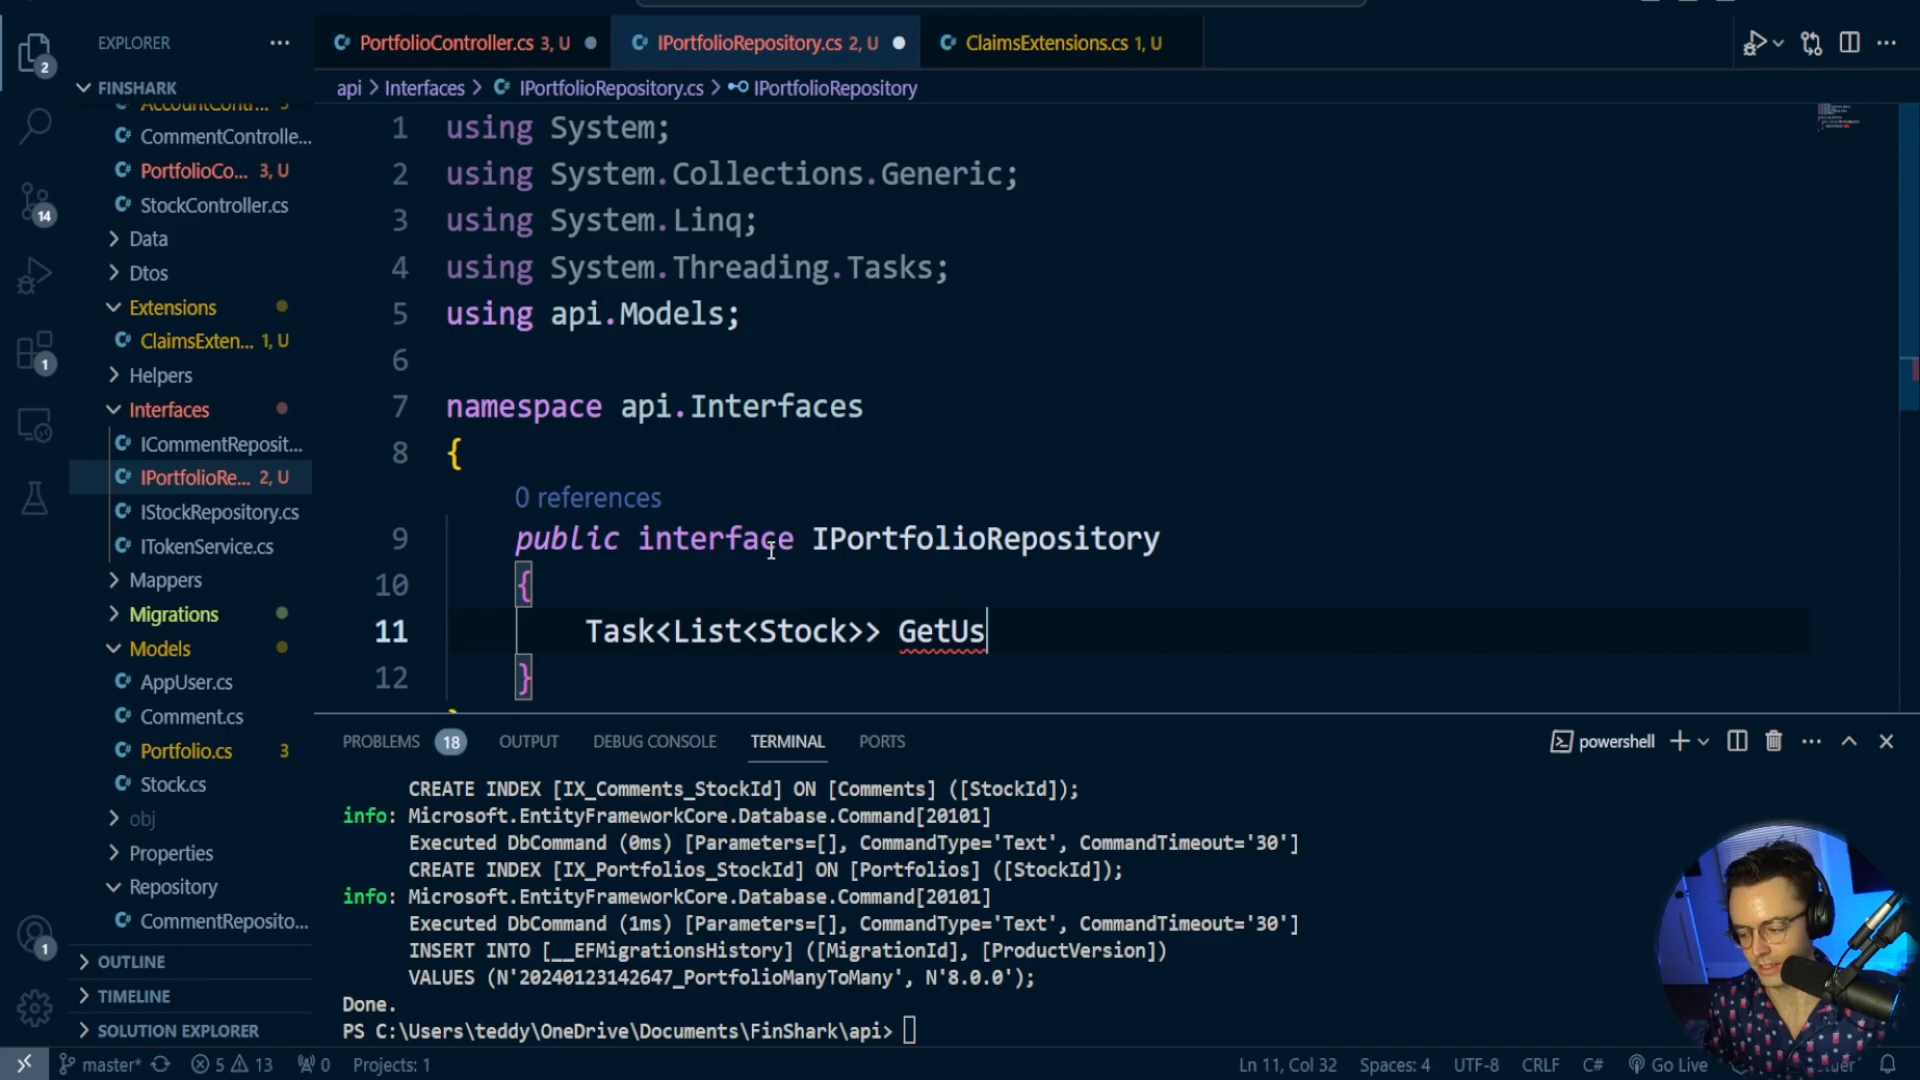 EXPLORER
FINSHARK
AccountContr... 3
CommentControlle...
PortfolioCo... 3, U
StockController.cs
Data
Dtos
Extensions
ClaimsExten... 1, U
Helpers
Interfaces
ICommentReposit...
IPortfolioRe... 2, U
IStockRepository.cs
ITokenService.cs
Mappers
Migrations
Models
AppUser.cs
Comment.cs
Portfolio.cs 3
Stock.cs
obj
Properties
Repository
CommentReposito...
OUTLINE
TIMELINE
SOLUTION EXPLORER
2
14
1
1
PortfolioController.cs 3, U
IPortfolioRepository.cs 2, U
ClaimsExtensions.cs 1, U
api > Interfaces > IPortfolioRepository.cs > IPortfolioRepository
1 using System;
2 using System.Collections.Generic;
3 using System.Linq;
4 using System.Threading.Tasks;
5 using api.Models;
6
7 namespace api.Interfaces
8 {
0 references
9 public interface IPortfolioRepository
10 {
11 Task<List<Stock>> GetUs
12 }
PROBLEMS 18 OUTPUT DEBUG CONSOLE TERMINAL PORTS
powershell
CREATE INDEX [IX_Comments_StockId] ON [Comments] ([StockId]);
info: Microsoft.EntityFrameworkCore.Database.Command[20101]
Executed DbCommand (0ms) [Parameters=[], CommandType='Text', CommandTimeout='30']
CREATE INDEX [IX_Portfolios_StockId] ON [Portfolios] ([StockId]);
info: Microsoft.EntityFrameworkCore.Database.Command[20101]
Executed DbCommand (1ms) [Parameters=[], CommandType='Text', CommandTimeout='30']
INSERT INTO [__EFMigrationsHistory] ([MigrationId], [ProductVersion])
VALUES (N'20240123142647_PortfolioManyToMany', N'8.0.0');
Done.
PS C:\Users\teddy\OneDrive\Documents\FinShark\api>
master* 5 13 0 Projects: 1
Ln 11, Col 32 Spaces: 4 UTF-8 CRLF C# Go Live